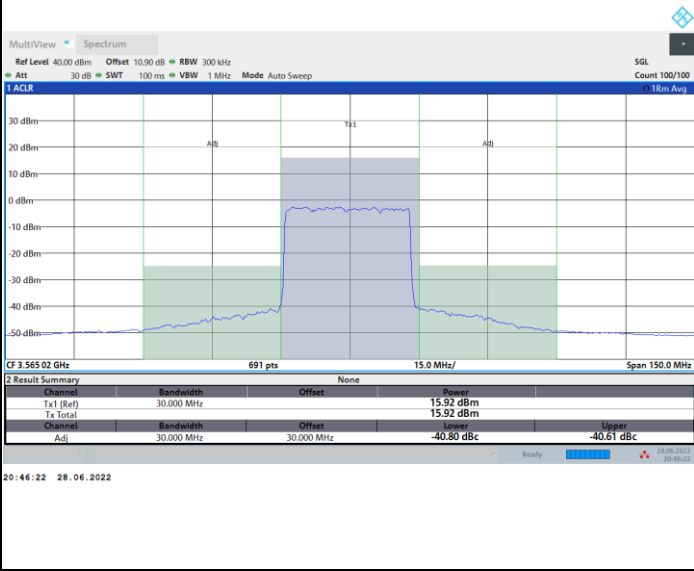 MultiView Spectrum
Ref Level 40.00 dBm Offset 10.90 dB RBW 300 kHz SGL
Att 30 dB SWT 100 ms VBW 1 MHz Mode Auto Sweep Count 100/100
1 ACLR 1Rm Avg
30 dBm
Tx1
20 dBm
Adj Adj
10 dBm
0 dBm
-10 dBm
-20 dBm
-30 dBm
-40 dBm
-50 dBm
CF 3.565 02 GHz 691 pts 15.0 MHz/ Span 150.0 MHz
2 Result Summary None
Channel Bandwidth Offset Power
Tx1 (Ref) 30.000 MHz 15.92 dBm
Tx Total 15.92 dBm
Channel Bandwidth Offset Lower Upper
Adj 30.000 MHz 30.000 MHz -40.80 dBc -40.61 dBc
Ready 28.06.2022
20:46:22
20:46:22 28.06.2022